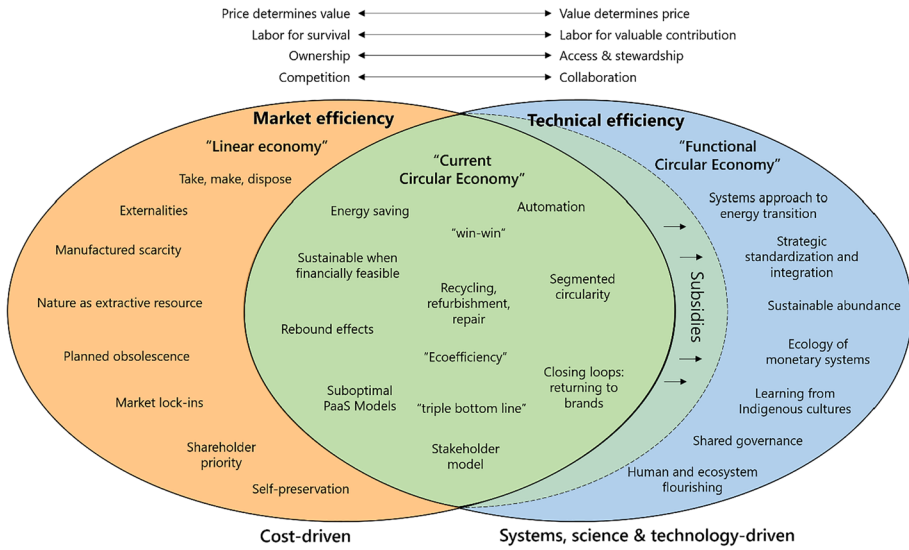 Price determines value
Value determines price
Labor for survival
Labor for valuable contribution
Ownership
Access & stewardship
Competition
Collaboration
Market efficiency
Technical efficiency
“Linear economy”
Take, make, dispose
Externalities
Manufactured scarcity
Nature as extractive resource
Planned obsolescence
Market lock-ins
Shareholder
priority
Self-preservation
“Current
Circular Economy”
Energy saving
Automation
“win-win”
Sustainable when
financially feasible
Segmented
circularity
Recycling,
refurbishment,
repair
Rebound effects
“Ecoefficiency”
Closing loops:
returning to
brands
Suboptimal
PaaS Models
“triple bottom line”
Stakeholder
model
Subsidies
“Functional
Circular Economy”
Systems approach to
energy transition
Strategic
standardization and
integration
Sustainable abundance
Ecology of
monetary systems
Learning from
Indigenous cultures
Shared governance
Human and ecosystem
flourishing
Cost-driven
Systems, science & technology-driven